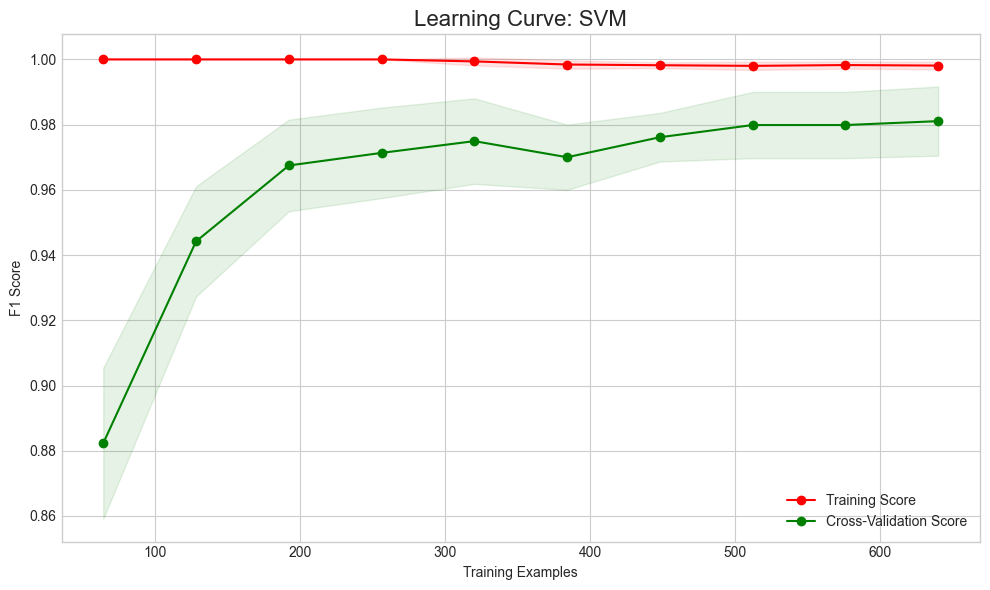 Learning Curve: SVM
F1 Score
1.00
0.98
0.96
0.94
0.92
0.90
0.88
0.86
100 200 300 400 500 600
Training Examples
Training Score
Cross-Validation Score